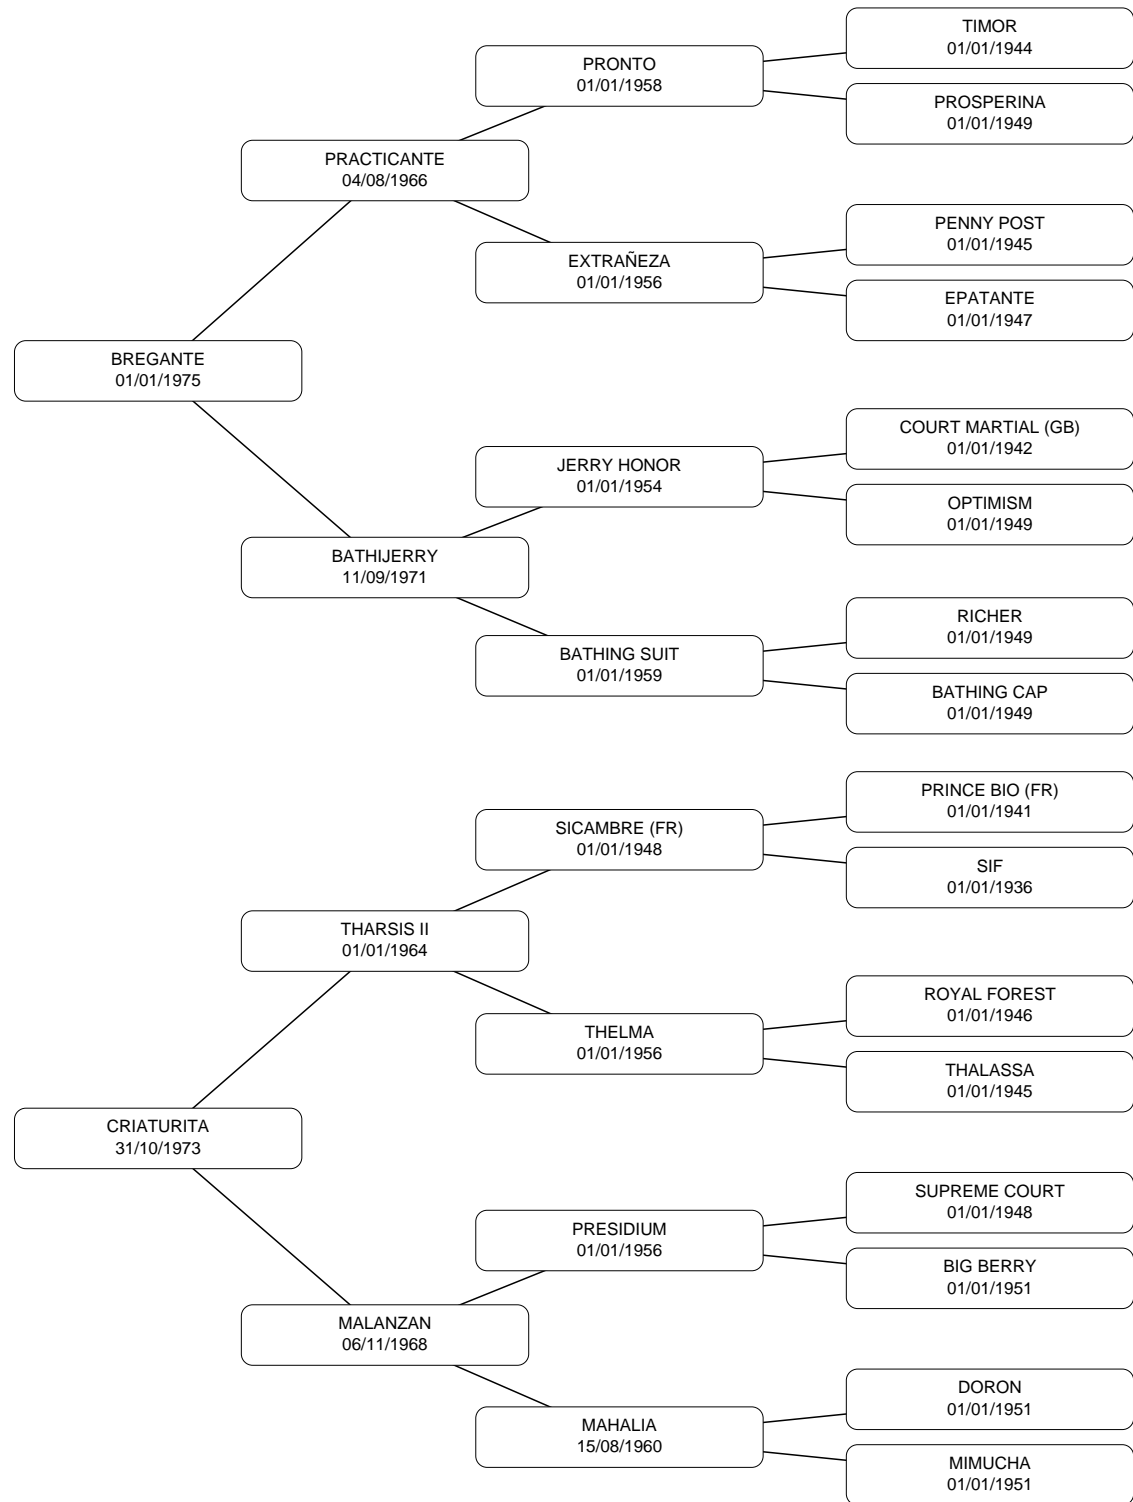 TIMOR
01/01/1944
PRONTO
01/01/1958
PROSPERINA
01/01/1949
PRACTICANTE
04/08/1966
PENNY POST
01/01/1945
EXTRAÑEZA
01/01/1956
EPATANTE
01/01/1947
BREGANTE
01/01/1975
COURT MARTIAL (GB)
01/01/1942
JERRY HONOR
01/01/1954
OPTIMISM
01/01/1949
BATHIJERRY
11/09/1971
RICHER
01/01/1949
BATHING SUIT
01/01/1959
BATHING CAP
01/01/1949
PRINCE BIO (FR)
01/01/1941
SICAMBRE (FR)
01/01/1948
SIF
01/01/1936
THARSIS II
01/01/1964
ROYAL FOREST
01/01/1946
THELMA
01/01/1956
THALASSA
01/01/1945
CRIATURITA
31/10/1973
SUPREME COURT
01/01/1948
PRESIDIUM
01/01/1956
BIG BERRY
01/01/1951
MALANZAN
06/11/1968
DORON
01/01/1951
MAHALIA
15/08/1960
MIMUCHA
01/01/1951